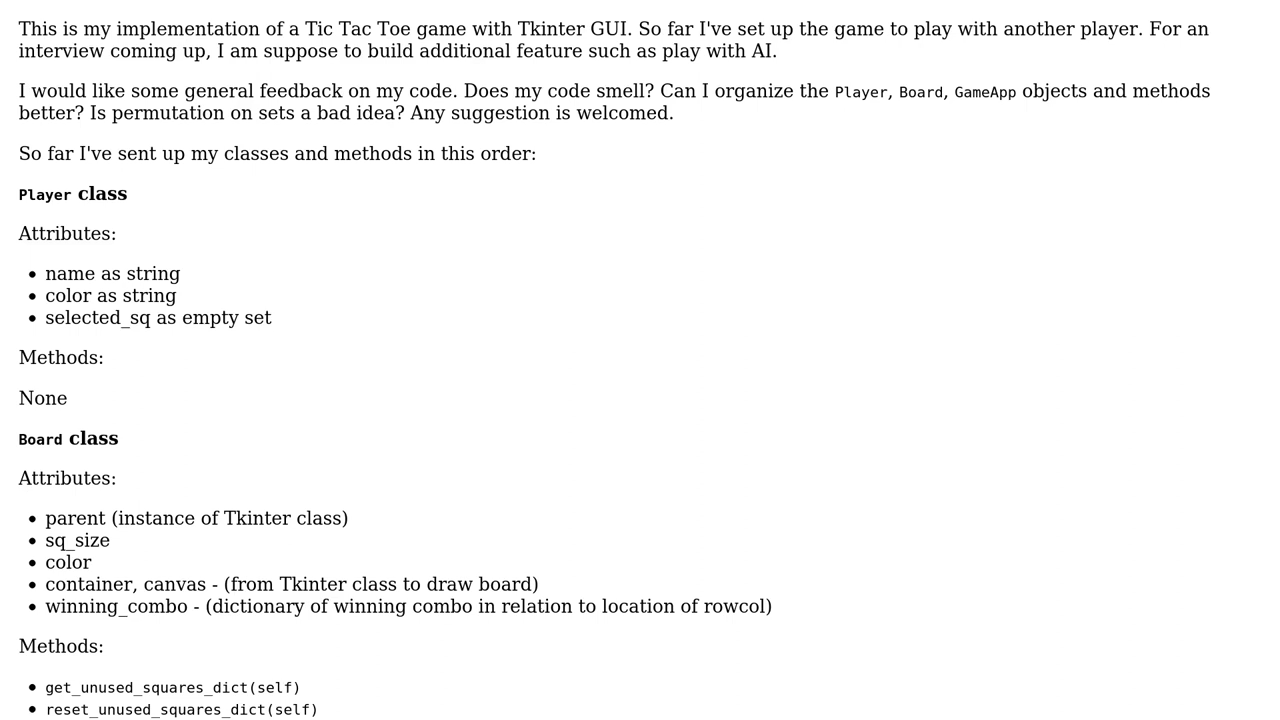 This is my implementation of a Tic Tac Toe game with Tkinter GUI. So far I've set up the game to play with another player. For an
interview coming up, I am suppose to build additional feature such as play with AI.
I would like some general feedback on my code. Does my code smell? Can I organize the Player, Board, GameApp objects and methods
better? Is permutation on sets a bad idea? Any suggestion is welcomed.
So far I've sent up my classes and methods in this order:
Player class
Attributes:
• name as string
• color as string
• selected_sq as empty set
Methods:
None
Board class
Attributes:
• parent (instance of Tkinter class)
• sq_size
• color
• container, canvas - (from Tkinter class to draw board)
• winning_combo - (dictionary of winning combo in relation to location of rowcol)
Methods:
• get_unused_squares_dict(self)
• reset_unused_squares_dict(self)